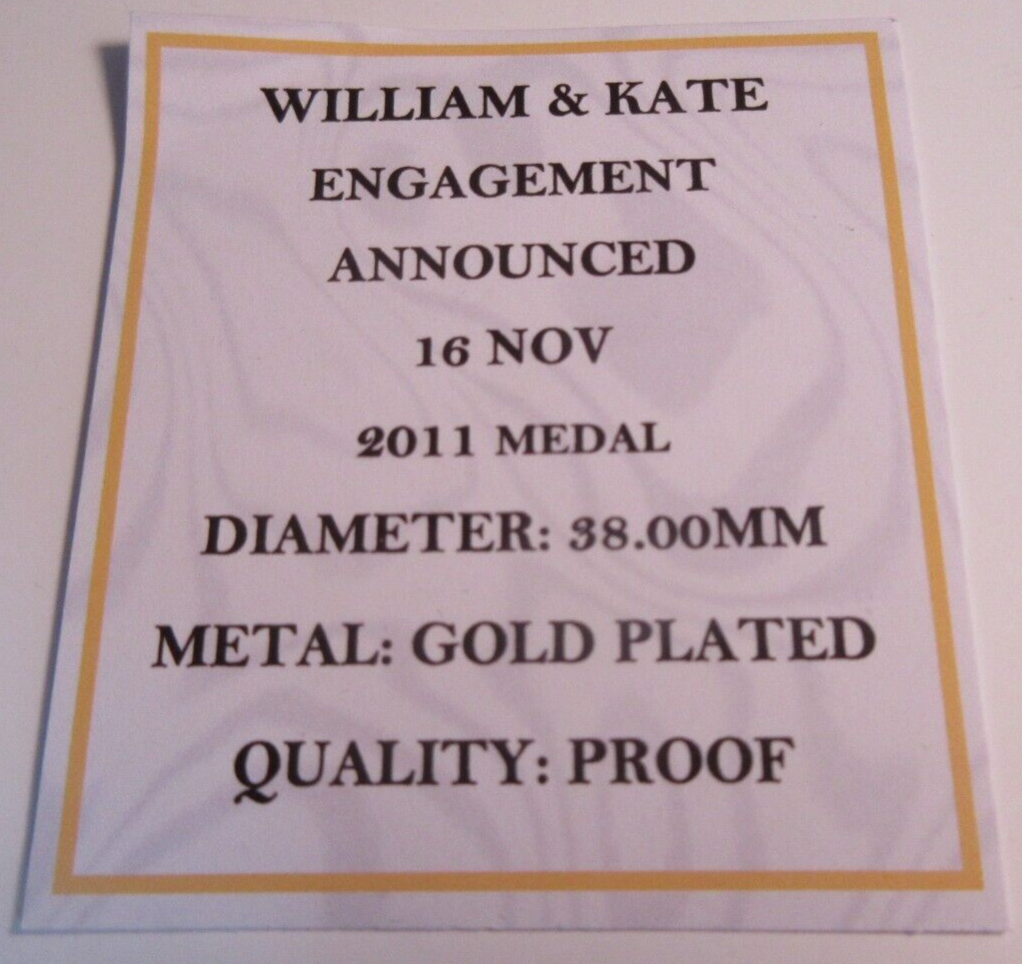 WILLIAM & KATE
ENGAGEMENT
ANNOUNCED
16 NOV
2011 MEDAL
DIAMETER: 38.00MM
METAL: GOLD PLATED
QUALITY: PROOF